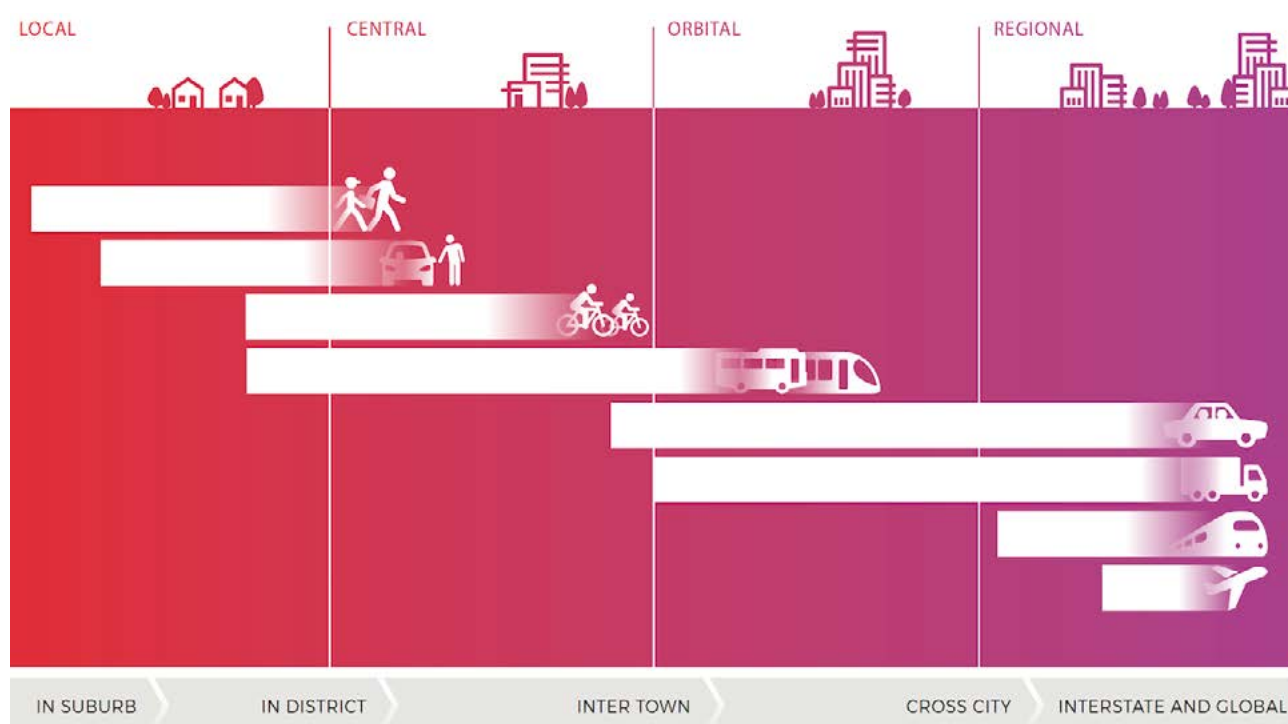 LOCAL
CENTRAL
ORBITAL
REGIONAL
IN SUBURB
IN DISTRICT
INTER TOWN
CROSS CITY
INTERSTATE AND GLOBAL